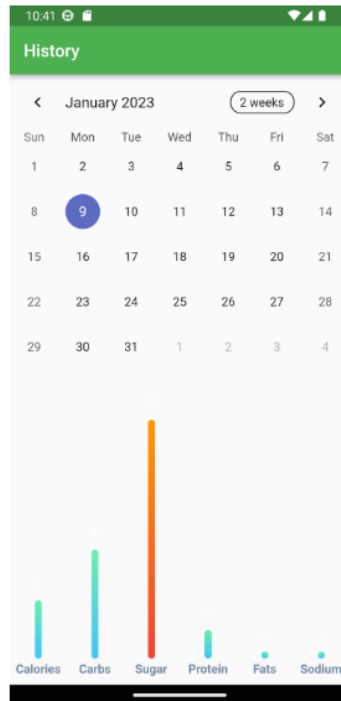 10:41
History
January 2023 2 weeks
Sun Mon Tue Wed Thu Fri Sat
1 2 3 4 5 6 7
8 9 10 11 12 13 14
15 16 17 18 19 20 21
22 23 24 25 26 27 28
29 30 31 1 2 3 4
Calories Carbs Sugar Protein Fats Sodium